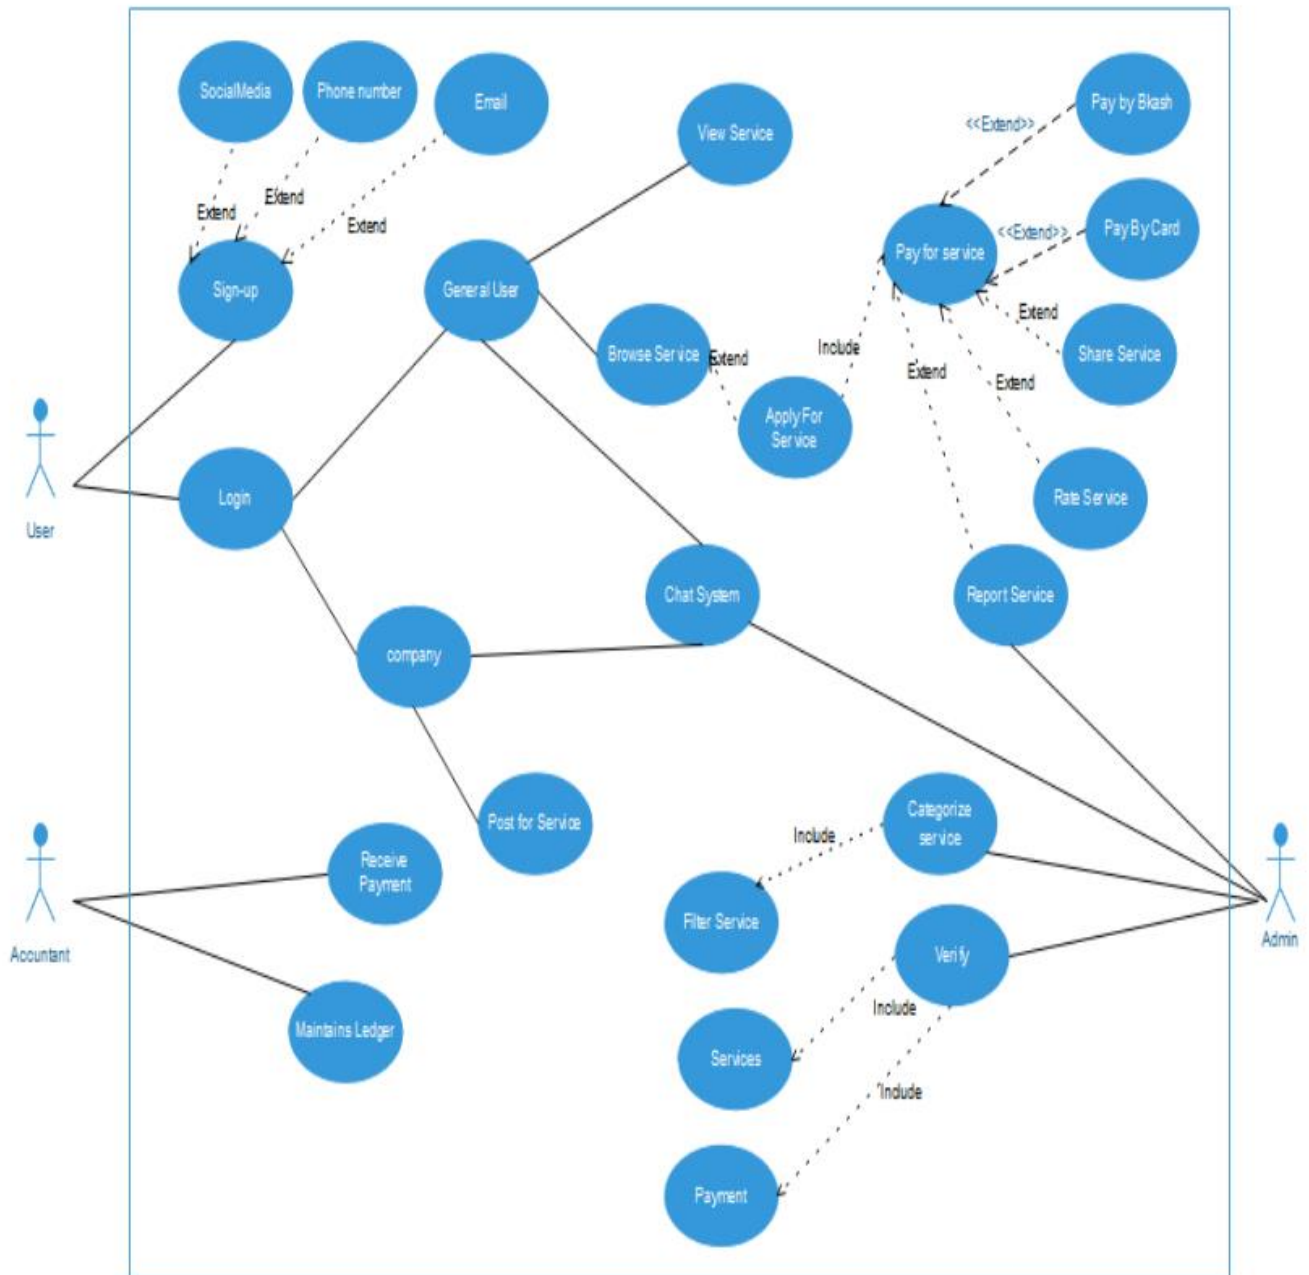 SocialMedia
Phone number
Email
View Service
Pay by Bkash
<<Extend>>
Extend
Extend
Extend
Sign-up
General User
Pay for service
<<Extend>>
Pay By Card
Extend
Share Service
Browse Service
Extend
Include
Extend
Extend
Apply For
Service
User
Login
Rate Service
Chat System
Report Service
company
Post for Service
Categorize
service
Include
Receive
Payment
Filter Service
Verify
Accuntant
Admin
Include
Maintains Ledger
Services
Include
Payment